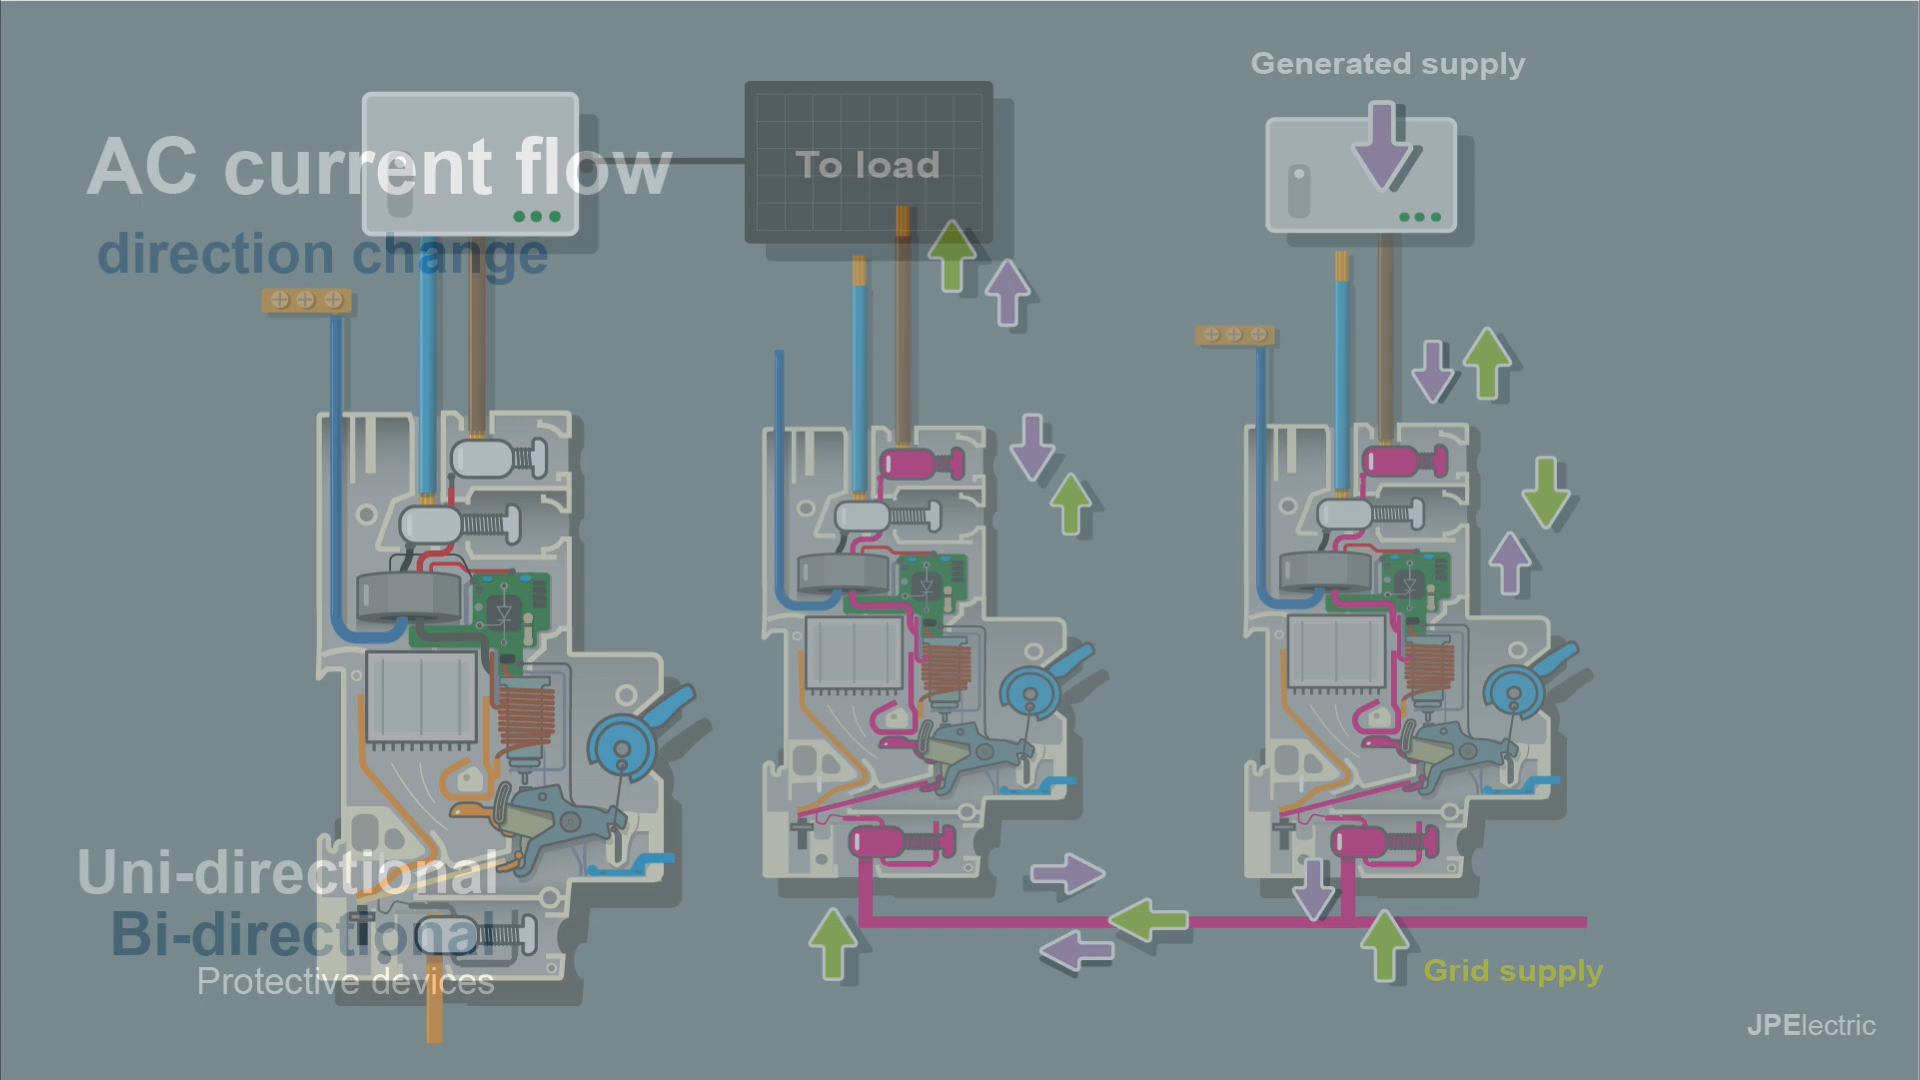 Generated supply
AC current flow
To load
direction change
Uni-directional
Bi-directional
Protective devices
Grid supply
JPElectric